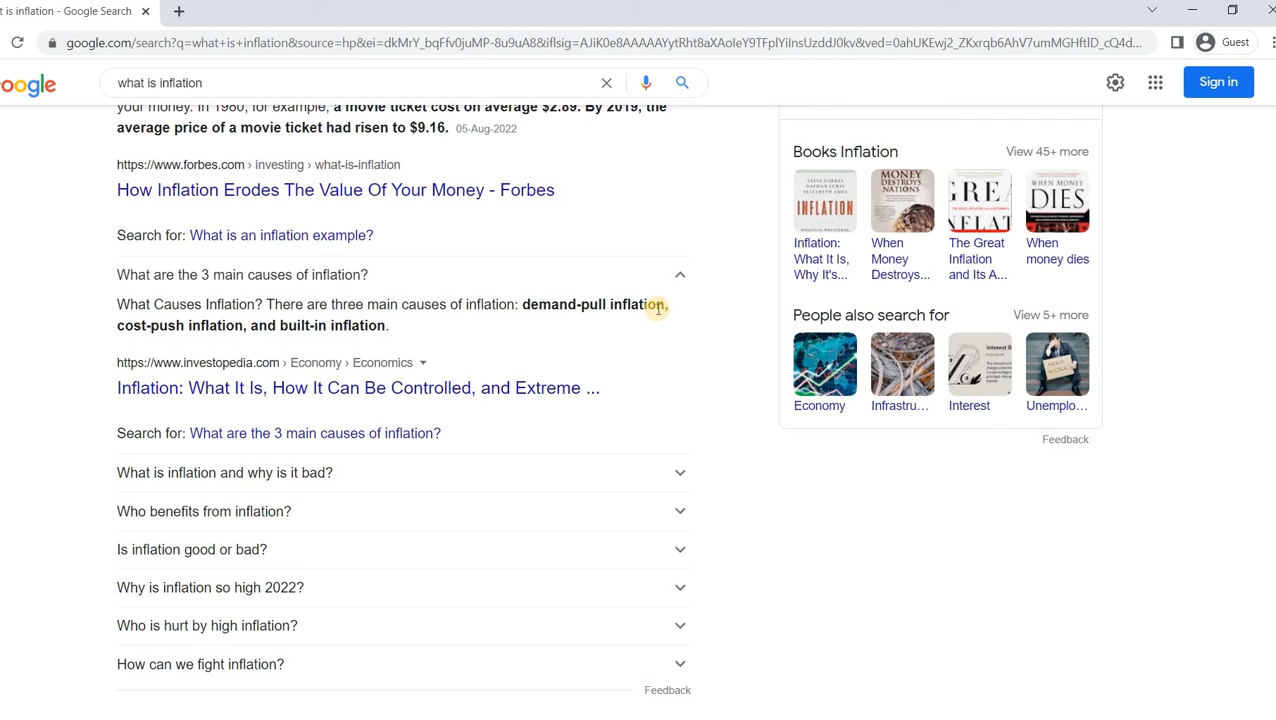 t is inflation - Google Search
google.com/search?q=what+is+inflation&source=hp&ei=dkMrY_bqFfv0juMP-8u9uA8&iflsig=AJiK0e8AAAAAYytRht8aXAoIeY9TFplYiInsUzddJ0kv&ved=0ahUKEwj2_ZKxrqb6AhV7umMGHftlD_cQ4d...
Guest
oogle
what is inflation
Sign in
your money. In 1980, for example, a movie ticket cost on average $2.89. By 2019, the
average price of a movie ticket had risen to $9.16. 05-Aug-2022
https://www.forbes.com › investing › what-is-inflation
How Inflation Erodes The Value Of Your Money - Forbes
Search for: What is an inflation example?
What are the 3 main causes of inflation?
What Causes Inflation? There are three main causes of inflation: demand-pull inflation,
cost-push inflation, and built-in inflation.
https://www.investopedia.com › Economy › Economics
Inflation: What It Is, How It Can Be Controlled, and Extreme ...
Search for: What are the 3 main causes of inflation?
What is inflation and why is it bad?
Who benefits from inflation?
Is inflation good or bad?
Why is inflation so high 2022?
Who is hurt by high inflation?
How can we fight inflation?
Feedback
Books Inflation
View 45+ more
INFLATION
MONEY
DESTROYS
NATIONS
GREA
NFLAT
WHEN MONEY
DIES
Inflation:
What It Is,
Why It's...
When
Money
Destroys...
The Great
Inflation
and Its A...
When
money dies
People also search for
View 5+ more
Economy
Infrastru...
Interest
Unemplo...
Feedback